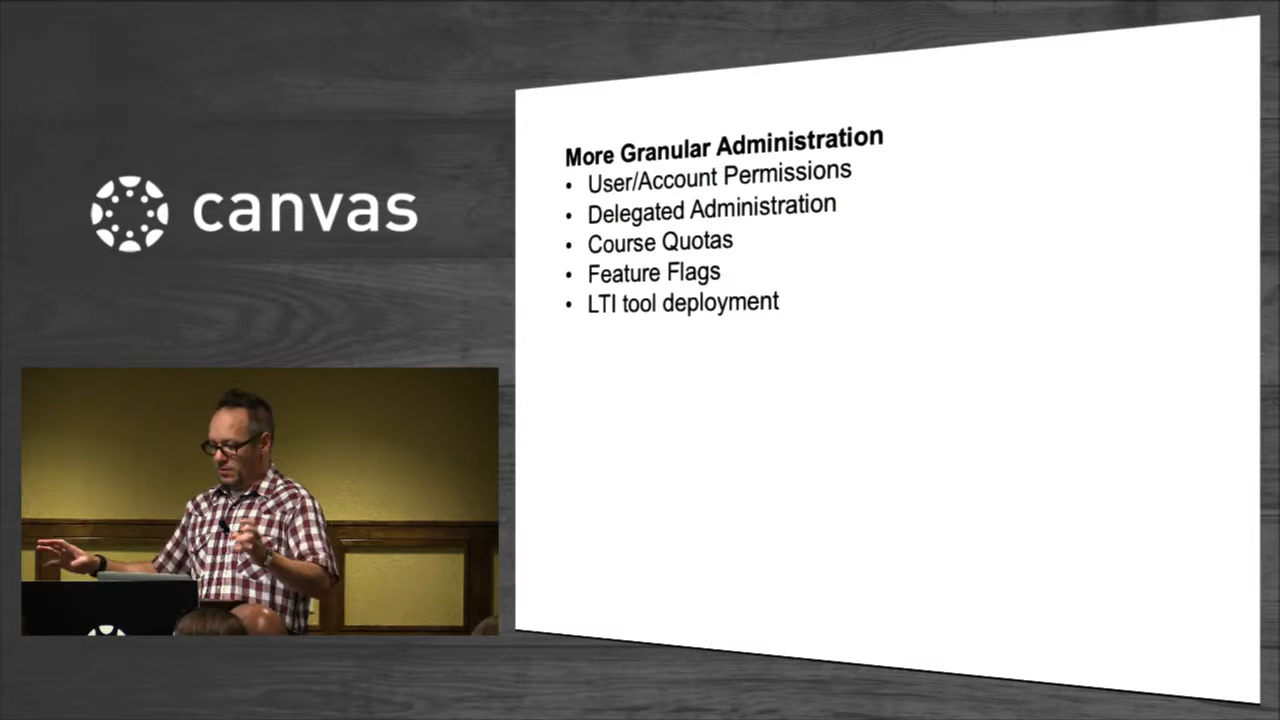 canvas
More Granular Administration
• User/Account Permissions
• Delegated Administration
• Course Quotas
• Feature Flags
• LTI tool deployment